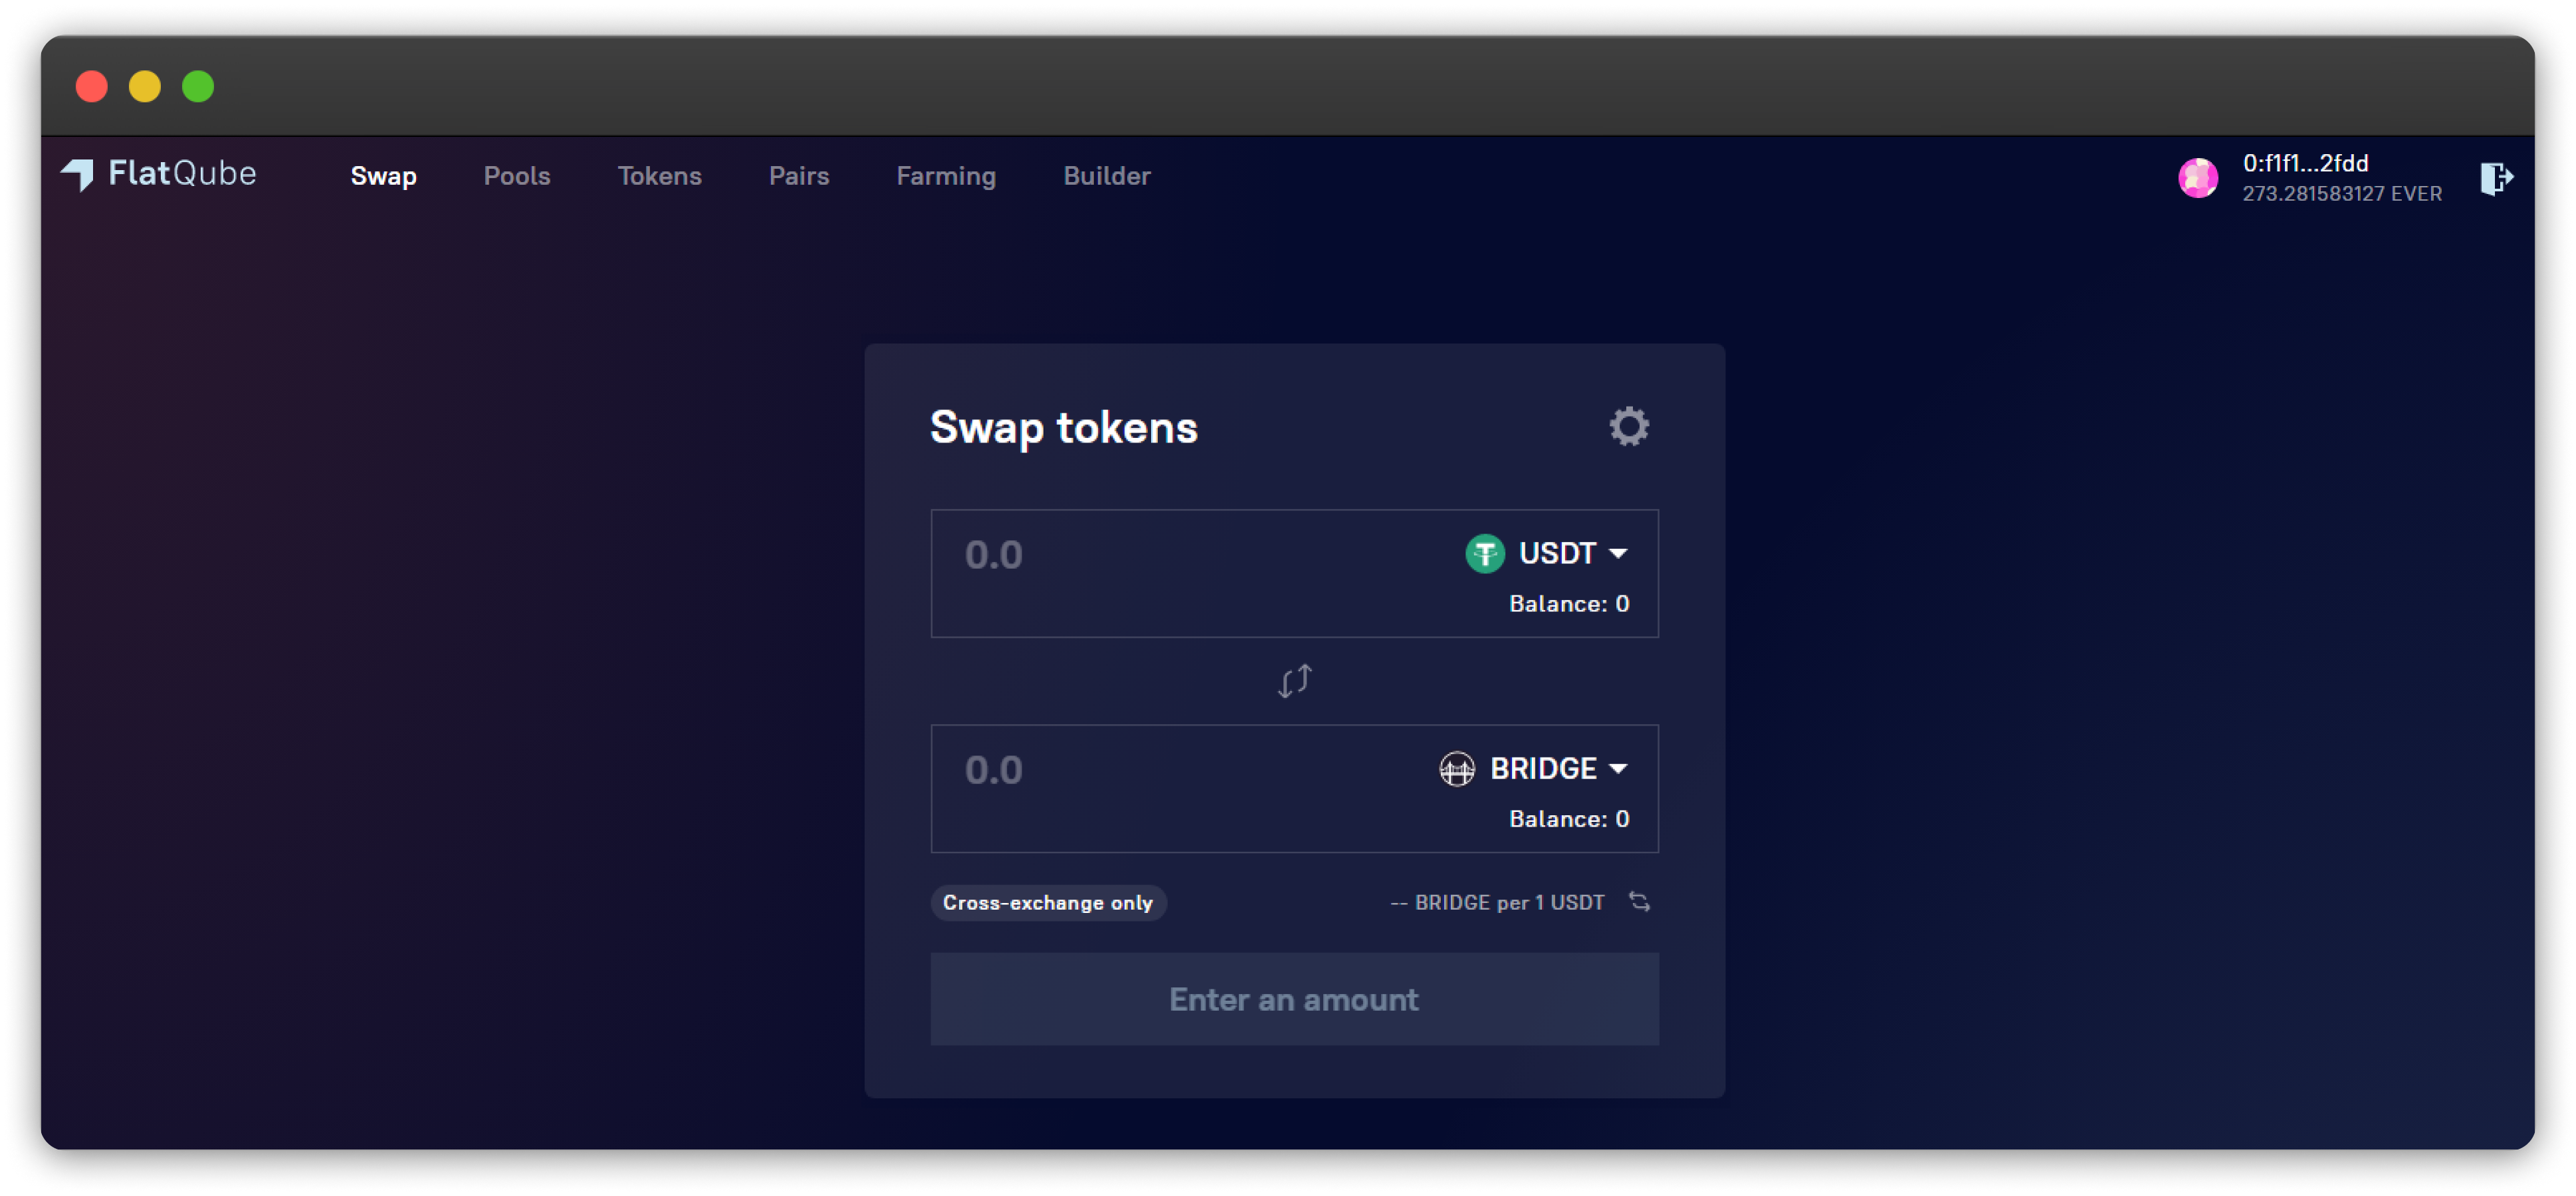 FlatQube
Swap
Pools
Tokens
Pairs
Farming
Builder
0:f1f1...2fdd
273.281583127 EVER
Swap tokens
0.0
USDT
Balance: 0
0.0
BRIDGE
Balance: 0
Cross-exchange only
-- BRIDGE per 1 USDT
Enter an amount